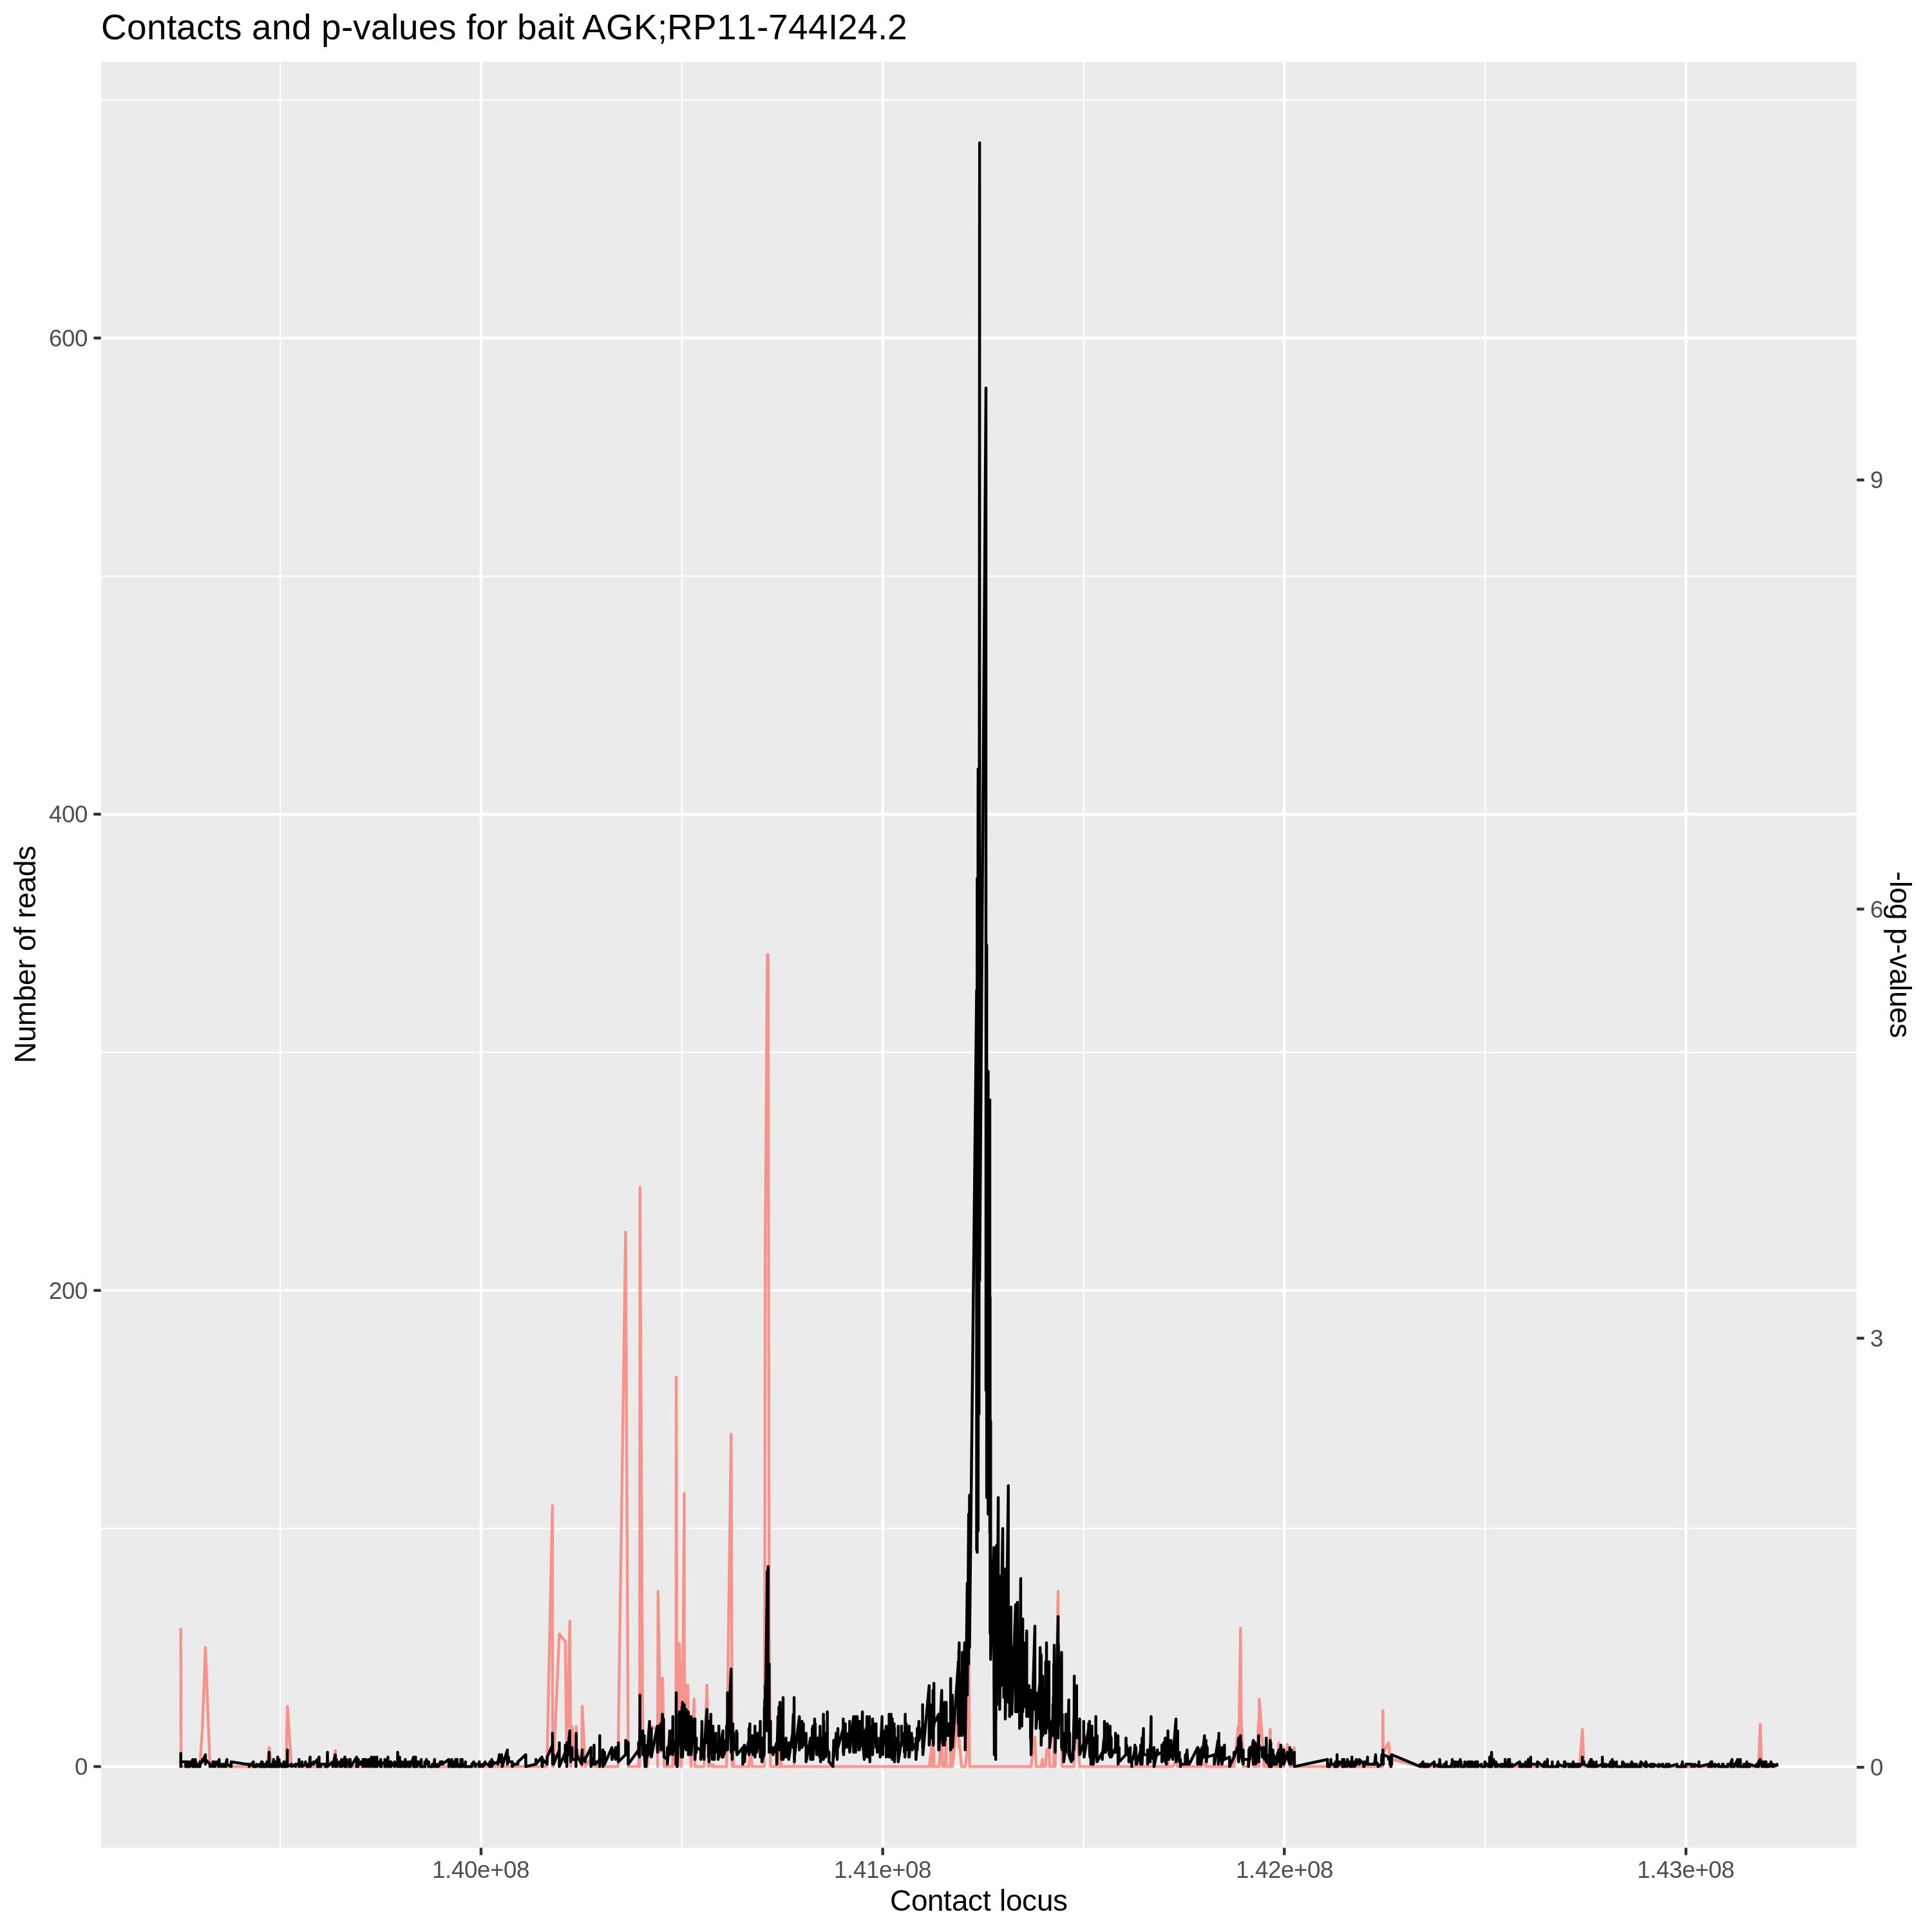 Contacts and p-values for bait AGK;RP11-744I24.2
600
400
200
0
Number of reads
9
6
3
0
-log p-values
1.40e+08
1.41e+08
1.42e+08
1.43e+08
Contact locus